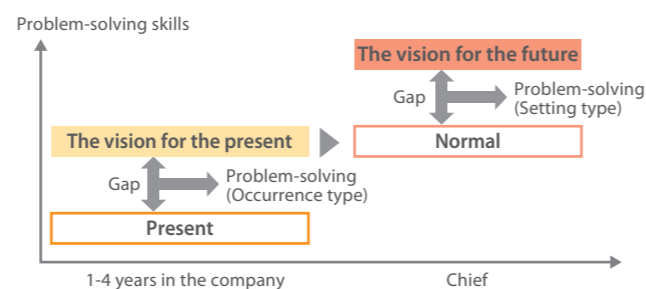 Problem-solving skills
The vision for the future
Gap
Problem-solving
(Setting type)
Normal
The vision for the present
Gap
Problem-solving
(Occurrence type)
Present
1-4 years in the company
Chief